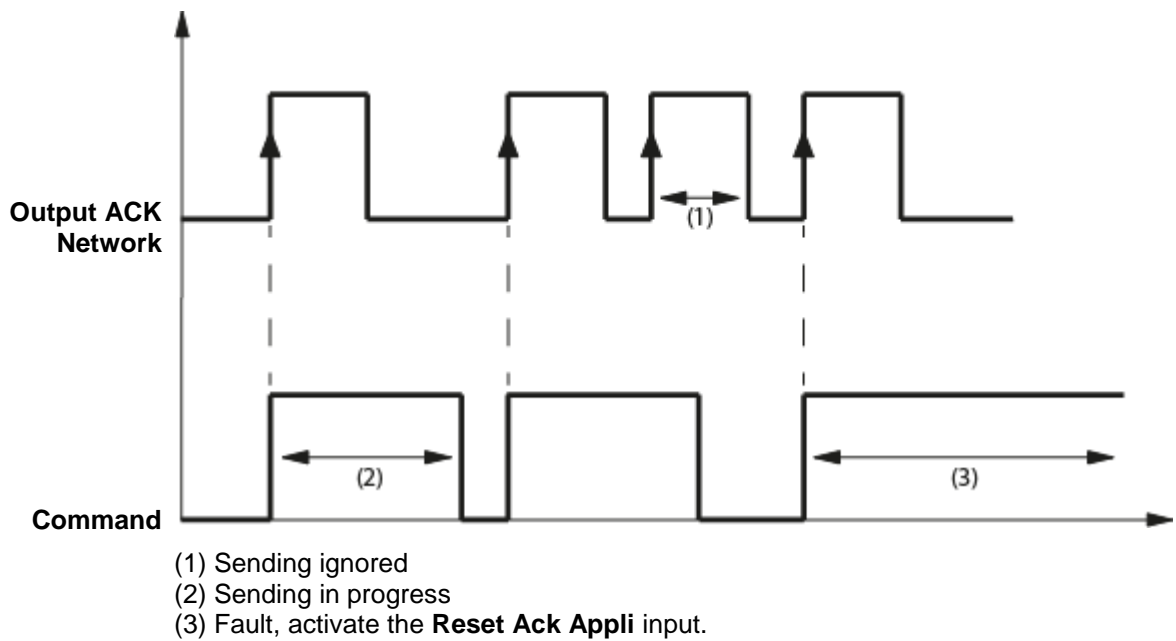 Output ACK
Network
(1)
(2)
(3)
Command
(1) Sending ignored
(2) Sending in progress
(3) Fault, activate the Reset Ack Appli input.